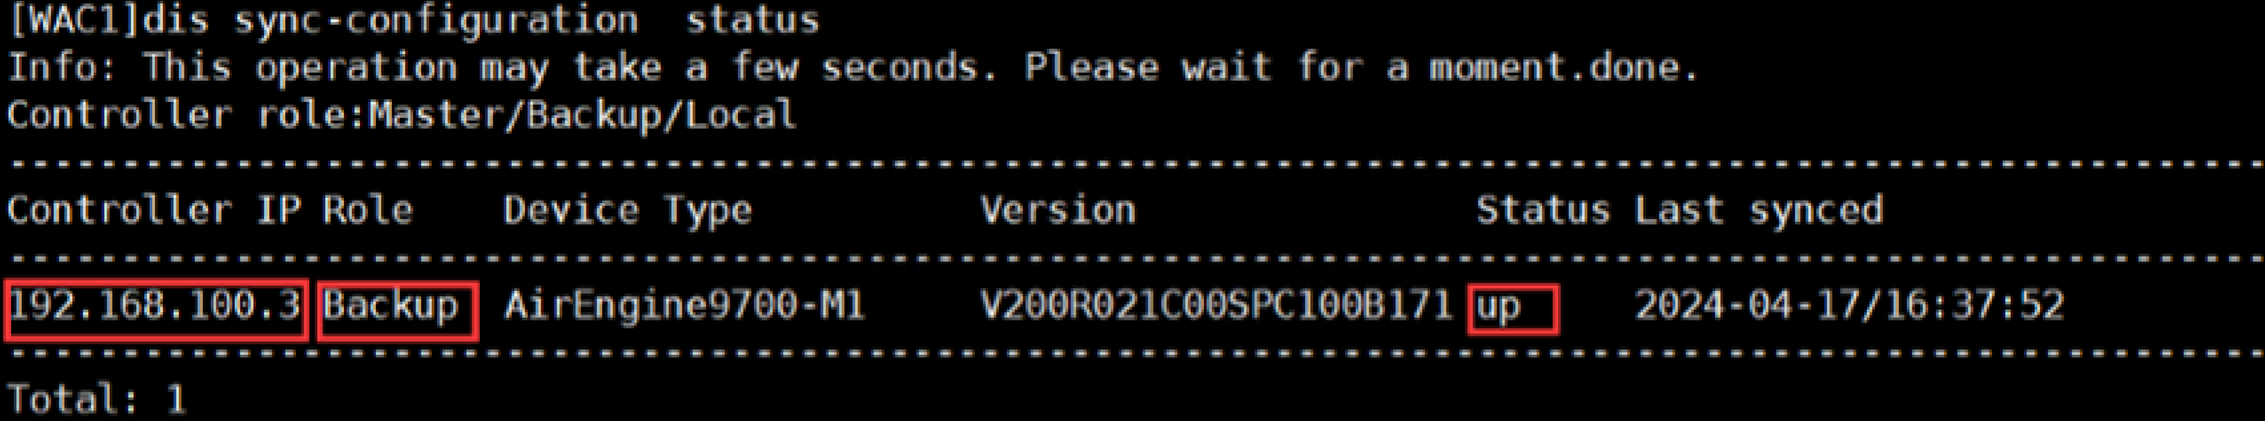 [WAC1]dis sync-configuration  status
Info: This operation may take a few seconds. Please wait for a moment.done.
Controller role:Master/Backup/Local
----------------------------------------------------------------------------------------------------
Controller IP Role    Device Type          Version               Status Last synced
----------------------------------------------------------------------------------------------------
192.168.100.3 Backup  AirEngine9700-M1     V200R021C00SPC100B171 up     2024-04-17/16:37:52
----------------------------------------------------------------------------------------------------
Total: 1